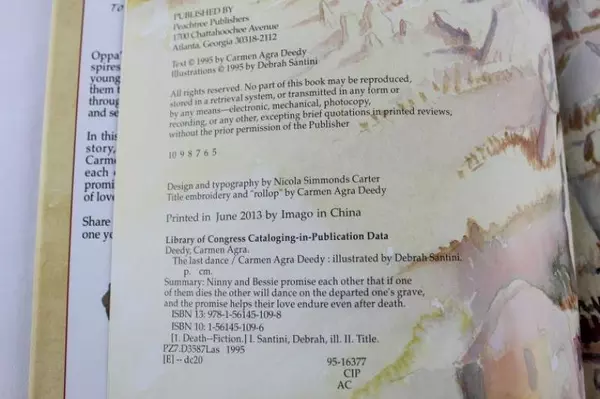 To
Oppa'
spires
young
them t
throu
and se
In this
story,
Carme
each
promi
of love
Share
one yo
PUBLISHED BY
Peachtree Publishers
1700 Chattahoochee Avenue
Atlanta, Georgia 30318-2112
Text © 1995 by Carmen Agra Deedy
Illustrations © 1995 by Debrah Santini
All rights reserved. No part of this book may be reproduced,
stored in a retrieval system, or transmitted in any form or
by any means—electronic, mechanical, photocopy,
recording, or any other, excepting brief quotations in printed reviews,
without the prior permission of the Publisher
10 9 8 7 6 5
Design and typography by Nicola Simmonds Carter
Title embroidery and "rollop" by Carmen Agra Deedy
Printed in June 2013 by Imago in China
Library of Congress Cataloging-in-Publication Data
Deedy, Carmen Agra.
The last dance / Carmen Agra Deedy : illustrated by Debrah Santini.
p. cm.
Summary: Ninny and Bessie promise each other that if one
of them dies the other will dance on the departed one's grave,
and the promise helps their love endure even after death.
ISBN 13: 978-1-56145-109-8
ISBN 10: 1-56145-109-6
[1. Death--Fiction.] I. Santini, Debrah, ill. II. Title.
PZ7.D3587Las 1995
[E] -- dc20 95-16377
CIP
AC